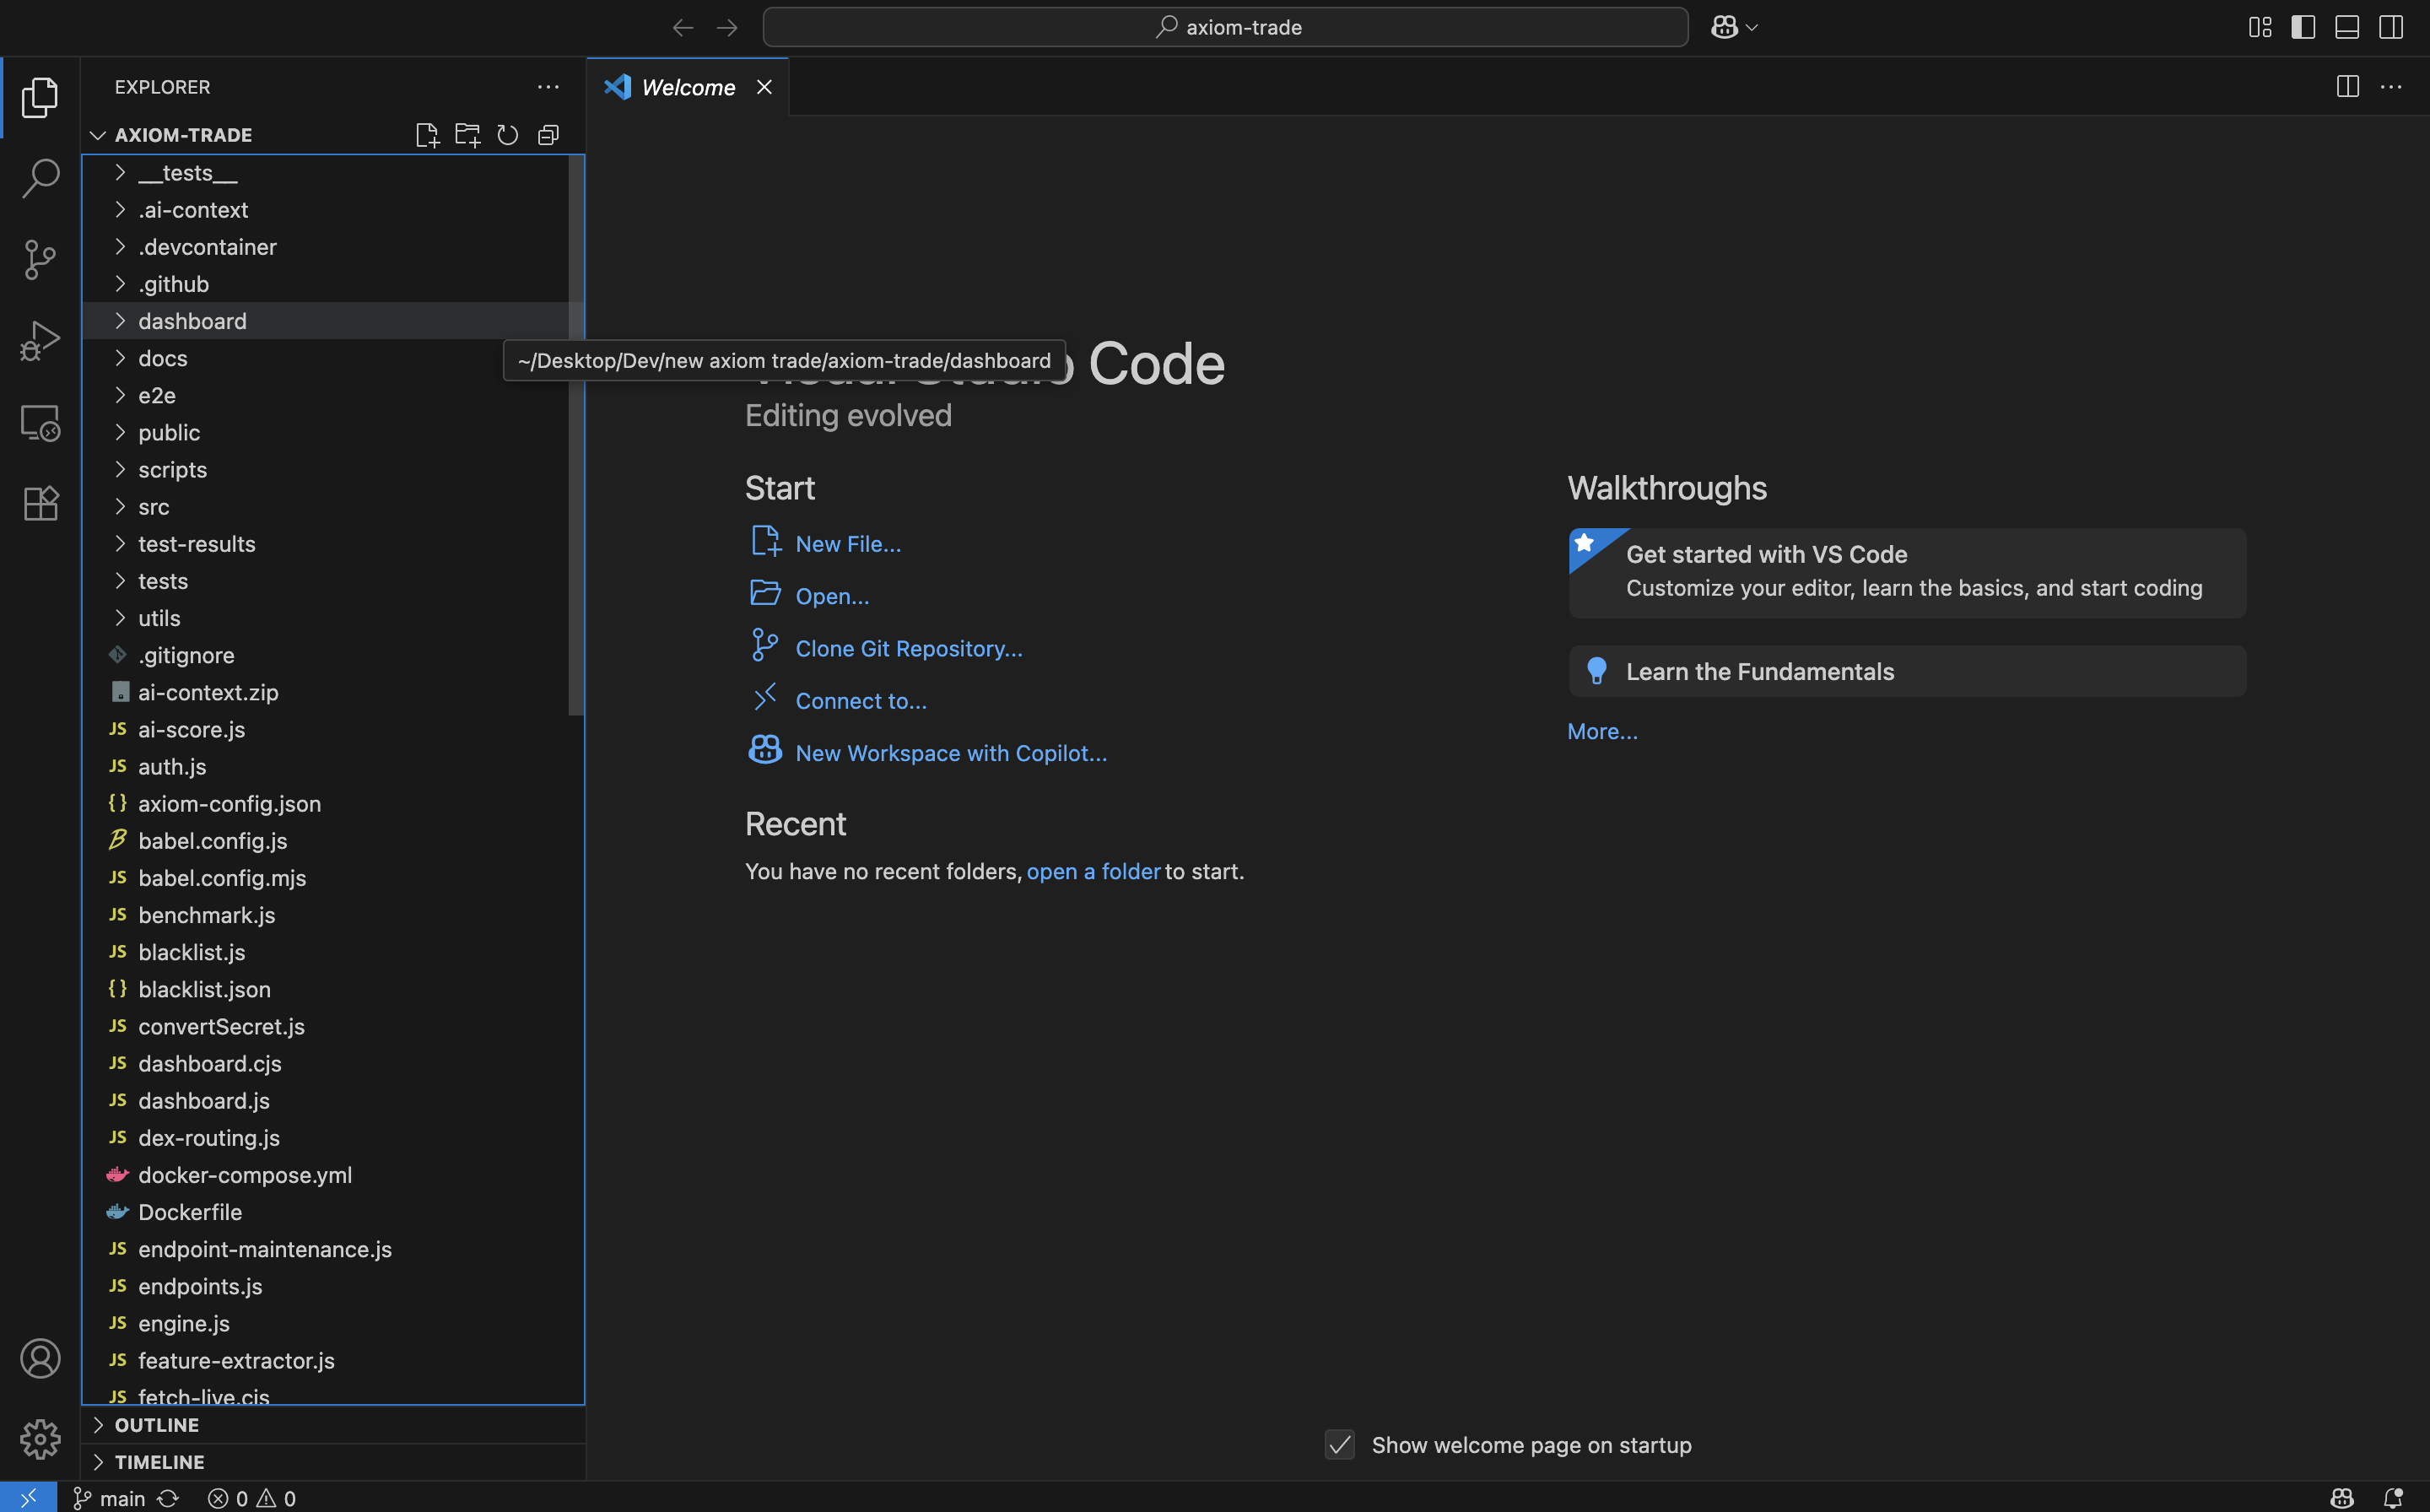 axiom-trade
EXPLORER
Welcome
AXIOM-TRADE
__tests__
.ai-context
.devcontainer
.github
dashboard
docs
e2e
public
scripts
src
test-results
tests
utils
.gitignore
ai-context.zip
JS ai-score.js
JS auth.js
{} axiom-config.json
babel.config.js
JS babel.config.mjs
JS benchmark.js
JS blacklist.js
{} blacklist.json
JS convertSecret.js
JS dashboard.cjs
JS dashboard.js
JS dex-routing.js
docker-compose.yml
Dockerfile
JS endpoint-maintenance.js
JS endpoints.js
JS engine.js
JS feature-extractor.js
JS fetch-live.cjs
OUTLINE
TIMELINE
~/Desktop/Dev/new axiom trade/axiom-trade/dashboard
Code
Editing evolved
Start
New File...
Open...
Clone Git Repository...
Connect to...
New Workspace with Copilot...
Recent
You have no recent folders, open a folder to start.
Walkthroughs
Get started with VS Code
Customize your editor, learn the basics, and start coding
Learn the Fundamentals
More...
Show welcome page on startup
main
0
0